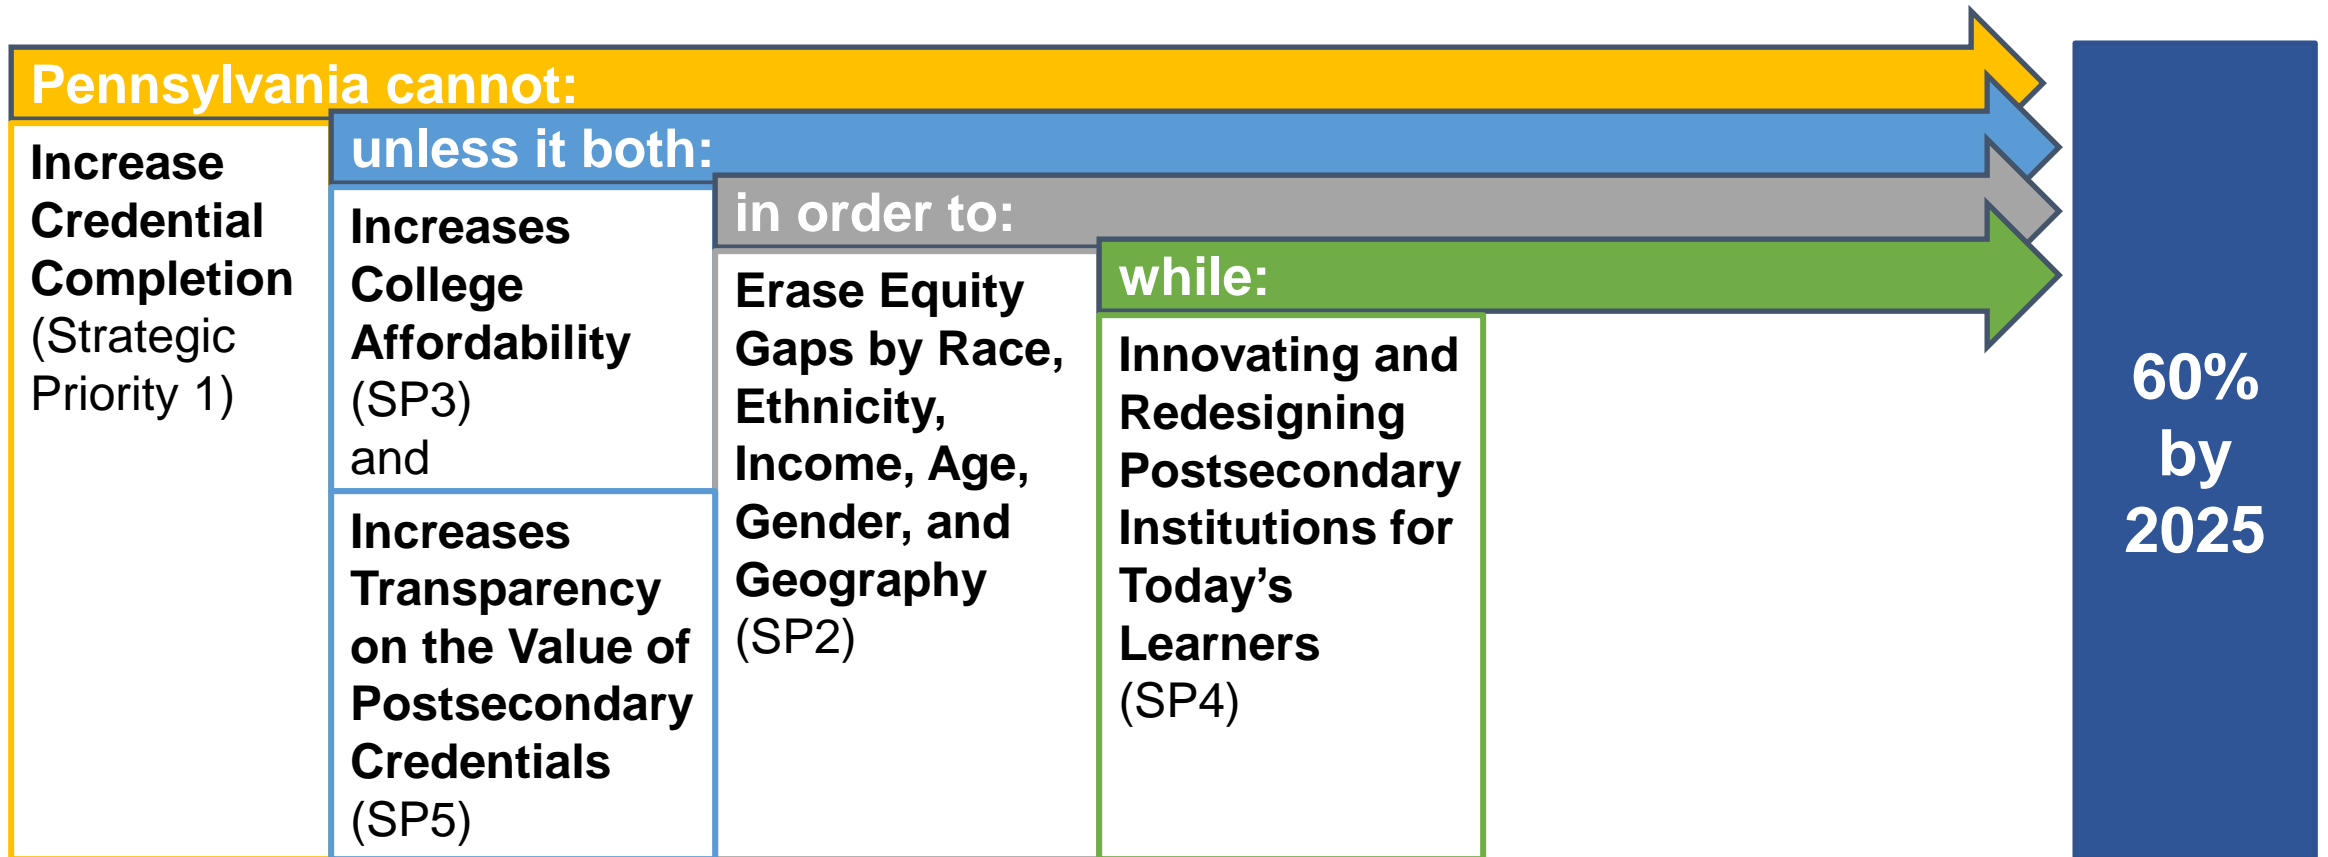 Pennsylvania cannot:
Increase
Credential
Completion
(Strategic
Priority 1)
unless it both:
Increases
College
Affordability
(SP3)
and
Increases
Transparency
on the Value of
Postsecondary
Credentials
(SP5)
in order to:
Erase Equity
Gaps by Race,
Ethnicity,
Income, Age,
Gender, and
Geography
(SP2)
while:
Innovating and
Redesigning
Postsecondary
Institutions for
Today’s
Learners
(SP4)
60%
by
2025